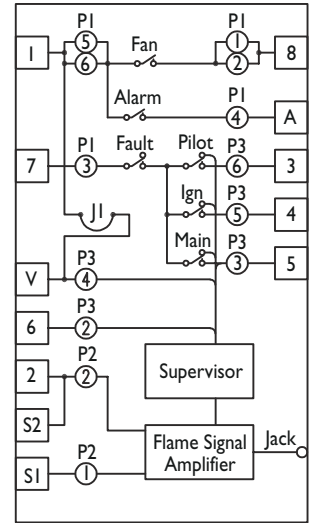 P1 P1
1 5 Fan 1 8
6 2
Alarm P1
4 A
P1 Fault Pilot P3
7 3 6 3
Ign P3
J1 5 4
Main P3
P3 3 5
V 4
P3
6 2
P2
2 2 Supervisor
S2
Flame Signal Jack
P2 Amplifier
S1 1